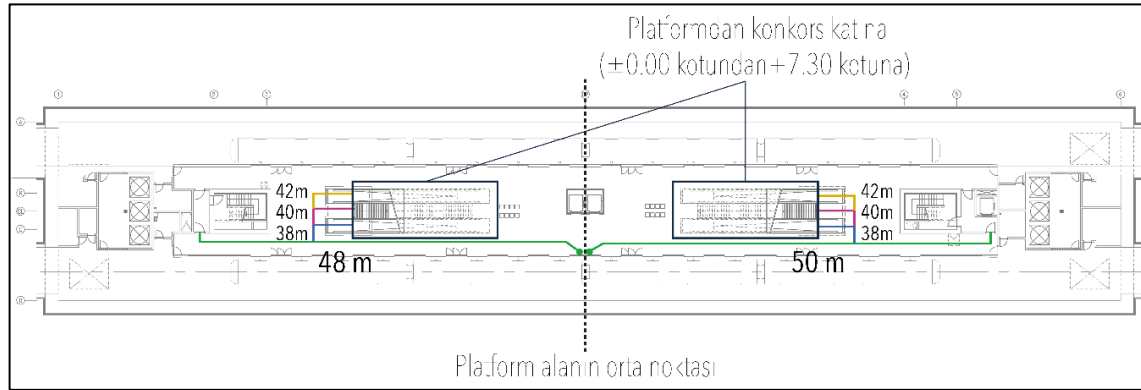 Platformdan konkors katına
(±0.00 kotundan+7.30 kotuna)
42m
40m
38m
48 m
42m
40m
38m
50 m
Platform alanın orta noktası